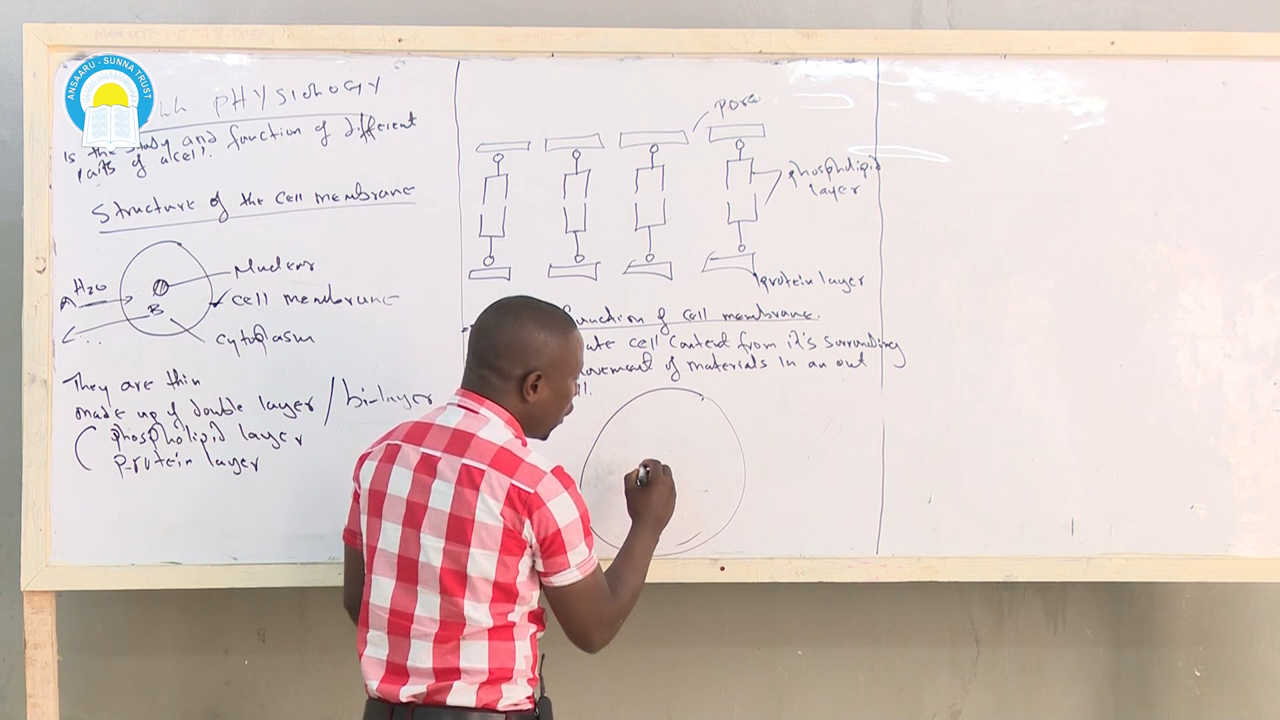 ANSAARU - SUNNA TRUST
PHYSIOLOGY
Is the study and function of different
parts of a cell.
Structure of the cell membrane
H20
Nucleus
B
cell membrane
cytoplasm
They are thin
made up of double layer / bi-layer
phospholipid layer
protein layer
pore
phospholipid
layer
protein layer
function of cell membrane.
cell content from it's surrounding
of materials in an out